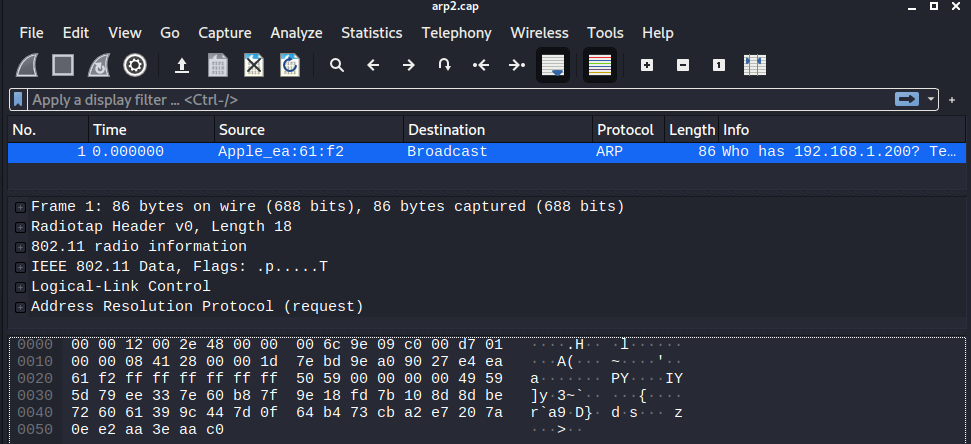 arp2.cap
File Edit View Go Capture Analyze Statistics Telephony Wireless Tools Help
Apply a display filter ... <Ctrl-/>
No. Time Source Destination Protocol Length Info
1 0.000000 Apple_ea:61:f2 Broadcast ARP 86 Who has 192.168.1.200? Te…
Frame 1: 86 bytes on wire (688 bits), 86 bytes captured (688 bits)
Radiotap Header v0, Length 18
802.11 radio information
IEEE 802.11 Data, Flags: .p.....T
Logical-Link Control
Address Resolution Protocol (request)
0000 00 00 12 00 2e 48 00 00 00 6c 9e 09 c0 00 d7 01 ·····.H·· ·l······
0010 00 00 08 41 28 00 00 1d 7e bd 9e a0 90 27 e4 ea ···A(··· ~····'··
0020 61 f2 ff ff ff ff ff ff 50 59 00 00 00 00 49 59 a······· PY····IY
0030 5d 79 ee 33 7e 60 b8 7f 9e 18 fd 7b 10 8d 8d be ]y·3~`·· ···{····
0040 72 60 61 39 9c 44 7d 0f 64 b4 73 cb a2 e7 20 7a r`a9·D}· d·s··· z
0050 0e e2 aa 3e aa c0 ···>··